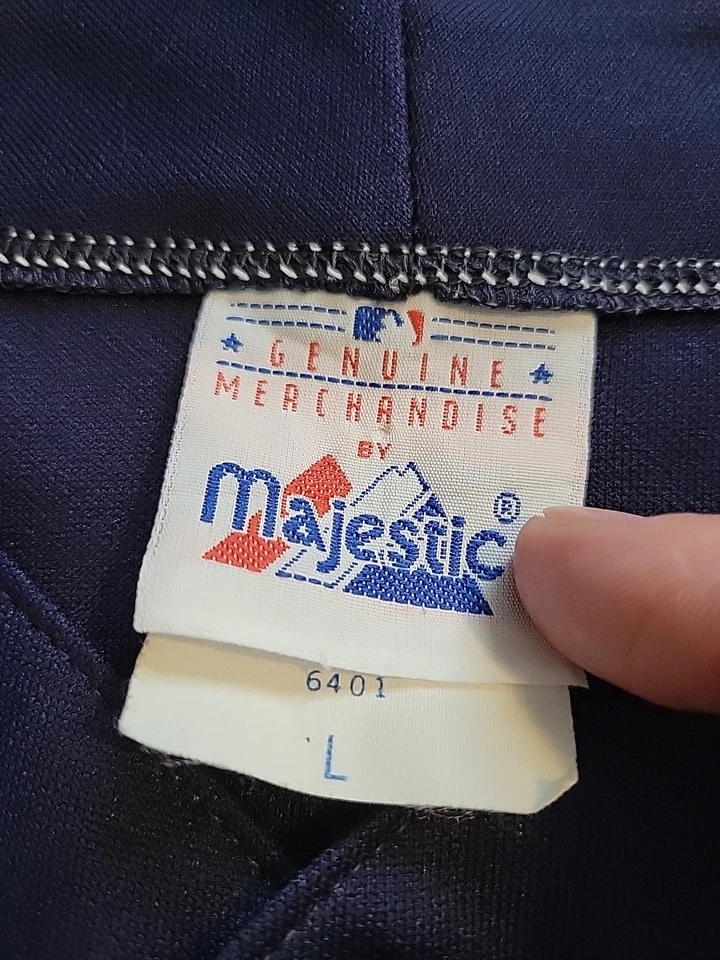 GENUINE
MERCHANDISE
BY
Majestic®
6401
L